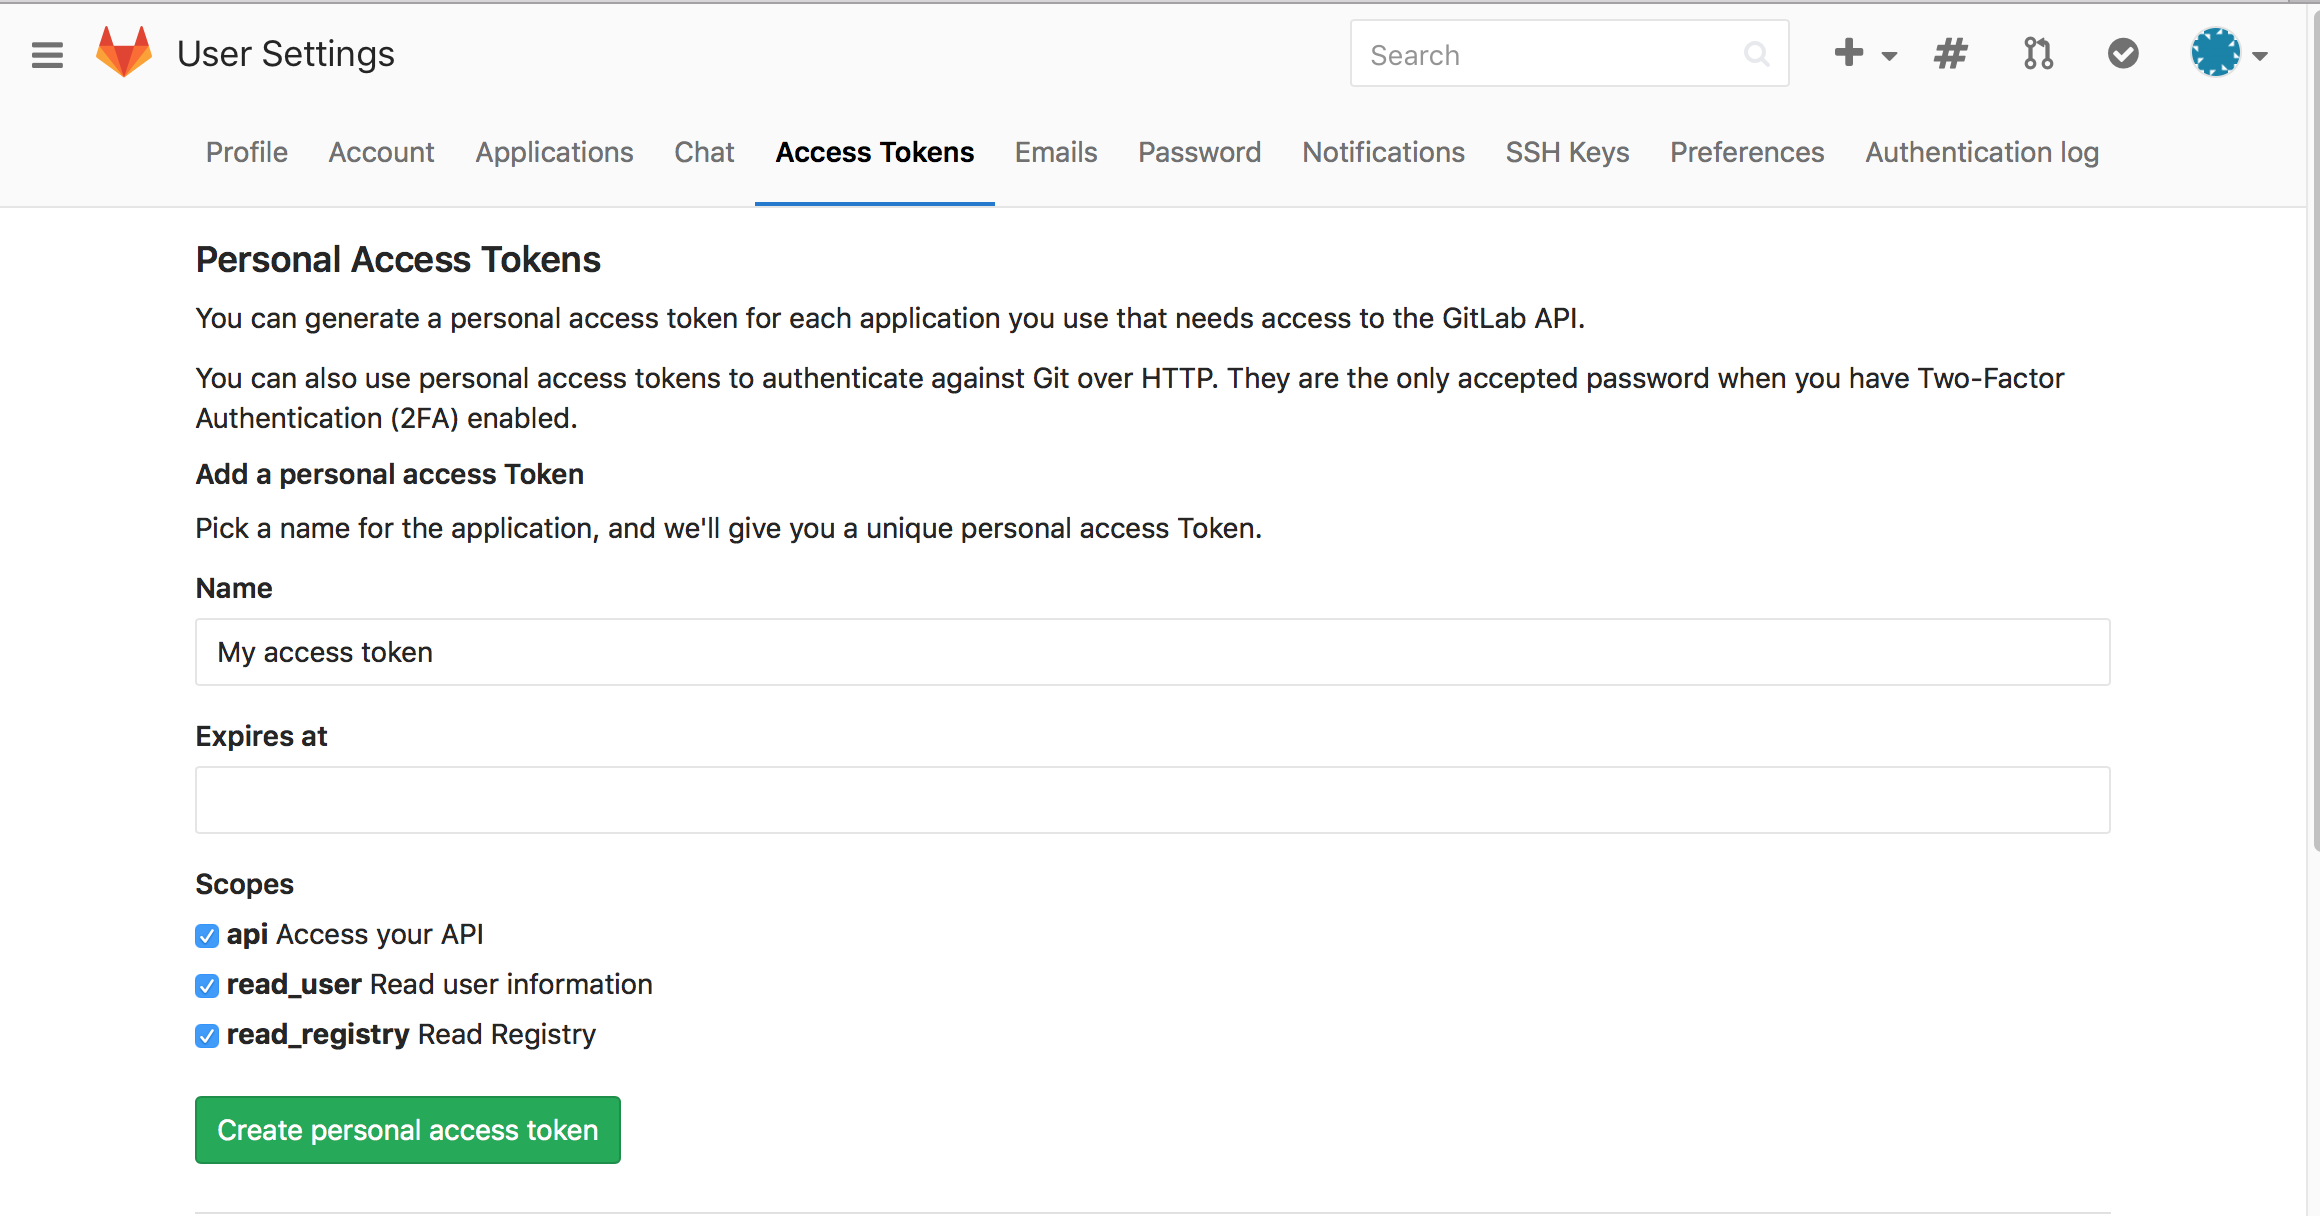 User Settings
Search
Profile Account Applications Chat Access Tokens Emails Password Notifications SSH Keys Preferences Authentication log
Personal Access Tokens
You can generate a personal access token for each application you use that needs access to the GitLab API.
You can also use personal access tokens to authenticate against Git over HTTP. They are the only accepted password when you have Two-Factor
Authentication (2FA) enabled.
Add a personal access Token
Pick a name for the application, and we'll give you a unique personal access Token.
Name
My access token
Expires at
Scopes
api Access your API
read_user Read user information
read_registry Read Registry
Create personal access token